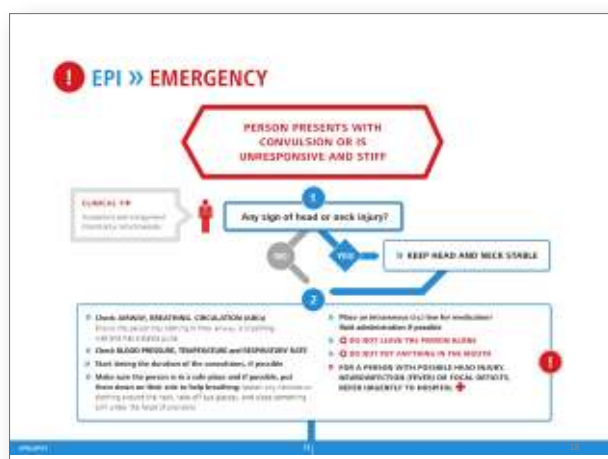 ! EPI » EMERGENCY
PERSON PRESENTS WITH
CONVULSION OR IS
UNRESPONSIVE AND STIFF
CLINICAL TIP
1
Any sign of head or neck injury?
NO
YES
» KEEP HEAD AND NECK STABLE
2
» Check AIRWAY, BREATHING, CIRCULATION (ABCs)
» Check BLOOD PRESSURE, TEMPERATURE and RESPIRATORY RATE
» Start timing the duration of the convulsions, if possible
» Make sure the person is in a safe place and if possible, put
them down on their side to help breathing;
» Place an intravenous (i.v.) line for medication/
fluid administration if possible
» DO NOT LEAVE THE PERSON ALONE
» DO NOT PUT ANYTHING IN THE MOUTH
» FOR A PERSON WITH POSSIBLE HEAD INJURY,
NEUROINFECTION (FEVER) OR FOCAL DEFICITS,
REFER URGENTLY TO HOSPITAL
!
EPILEPSY